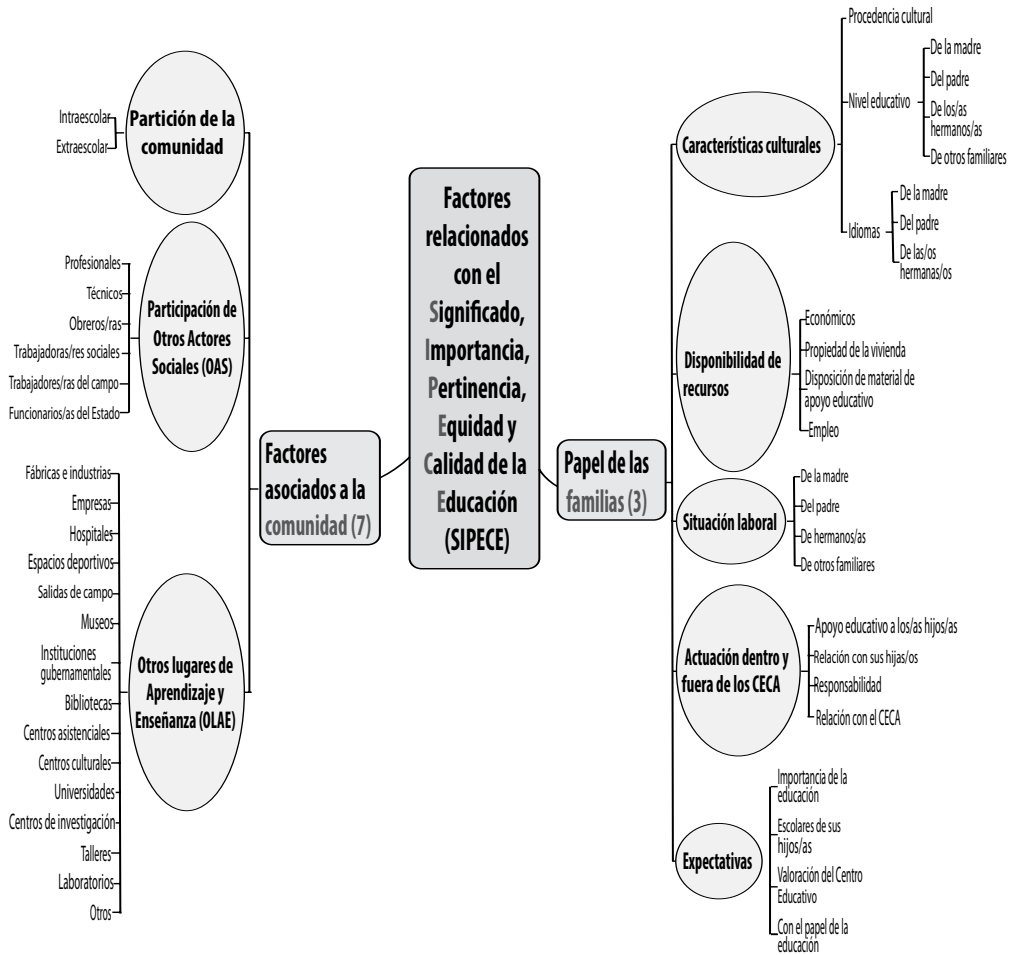 Factores
relacionados
con el
Significado,
Importancia,
Pertinencia,
Equidad y
Calidad de la
Educación
(SIPECE)
Factores
asociados a la
comunidad (7)
Partición de la
comunidad
Intraescolar
Extraescolar
Participación de
Otros Actores
Sociales (OAS)
Profesionales
Técnicos
Obreros/ras
Trabajadoras/res sociales
Trabajadores/ras del campo
Funcionarios/as del Estado
Otros lugares de
Aprendizaje y
Enseñanza (OLAE)
Fábricas e industrias
Empresas
Hospitales
Espacios deportivos
Salidas de campo
Museos
Instituciones
gubernamentales
Bibliotecas
Centros asistenciales
Centros culturales
Universidades
Centros de investigación
Talleres
Laboratorios
Otros
Papel de las
familias (3)
Características culturales
Procedencia cultural
Nivel educativo
De la madre
Del padre
De los/as
hermanos/as
De otros familiares
Idiomas
De la madre
Del padre
De las/os
hermanas/os
Disponibilidad de
recursos
Económicos
Propiedad de la vivienda
Disposición de material de
apoyo educativo
Empleo
Situación laboral
De la madre
Del padre
De hermanos/as
De otros familiares
Actuación dentro y
fuera de los CECA
Apoyo educativo a los/as hijos/as
Relación con sus hijas/os
Responsabilidad
Relación con el CECA
Expectativas
Importancia de la
educación
Escolares de sus
hijos/as
Valoración del Centro
Educativo
Con el papel de la
educación